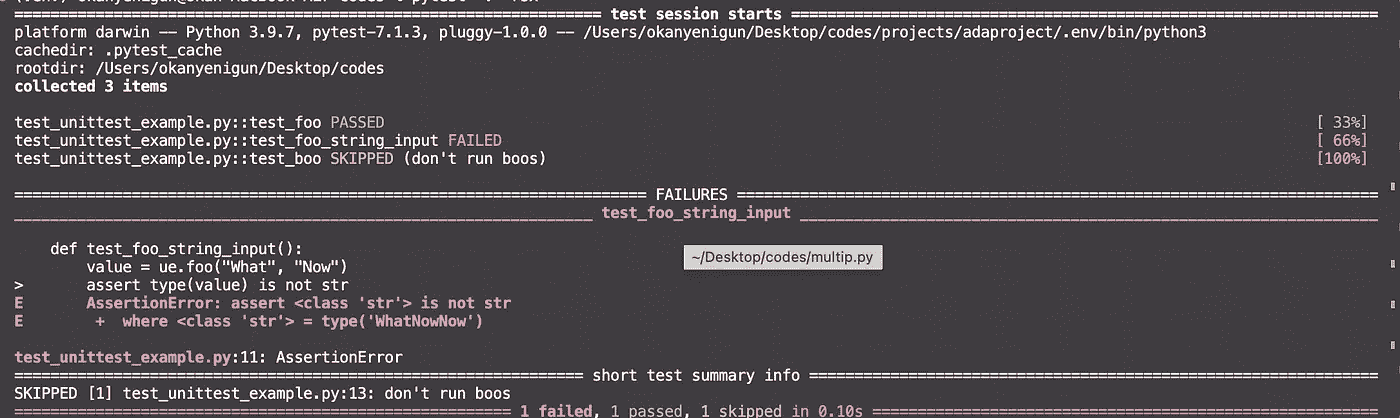 ============================ test session starts ============================
platform darwin -- Python 3.9.7, pytest-7.1.3, pluggy-1.0.0 -- /Users/okanyenigun/Desktop/codes/projects/adaproject/.env/bin/python3
cachedir: .pytest_cache
rootdir: /Users/okanyenigun/Desktop/codes
collected 3 items
test_unittest_example.py::test_foo PASSED [ 33%]
test_unittest_example.py::test_foo_string_input FAILED [ 66%]
test_unittest_example.py::test_boo SKIPPED (don't run boos) [100%]
============================ FAILURES ============================
____________________________ test_foo_string_input ____________________________
def test_foo_string_input():
~/Desktop/codes/multip.py
value = ue.foo("What", "Now")
> assert type(value) is not str
E AssertionError: assert <class 'str'> is not str
E + where <class 'str'> = type('WhatNowNow')
test_unittest_example.py:11: AssertionError
============================ short test summary info ============================
SKIPPED [1] test_unittest_example.py:13: don't run boos
============================ 1 failed, 1 passed, 1 skipped in 0.10s ============================